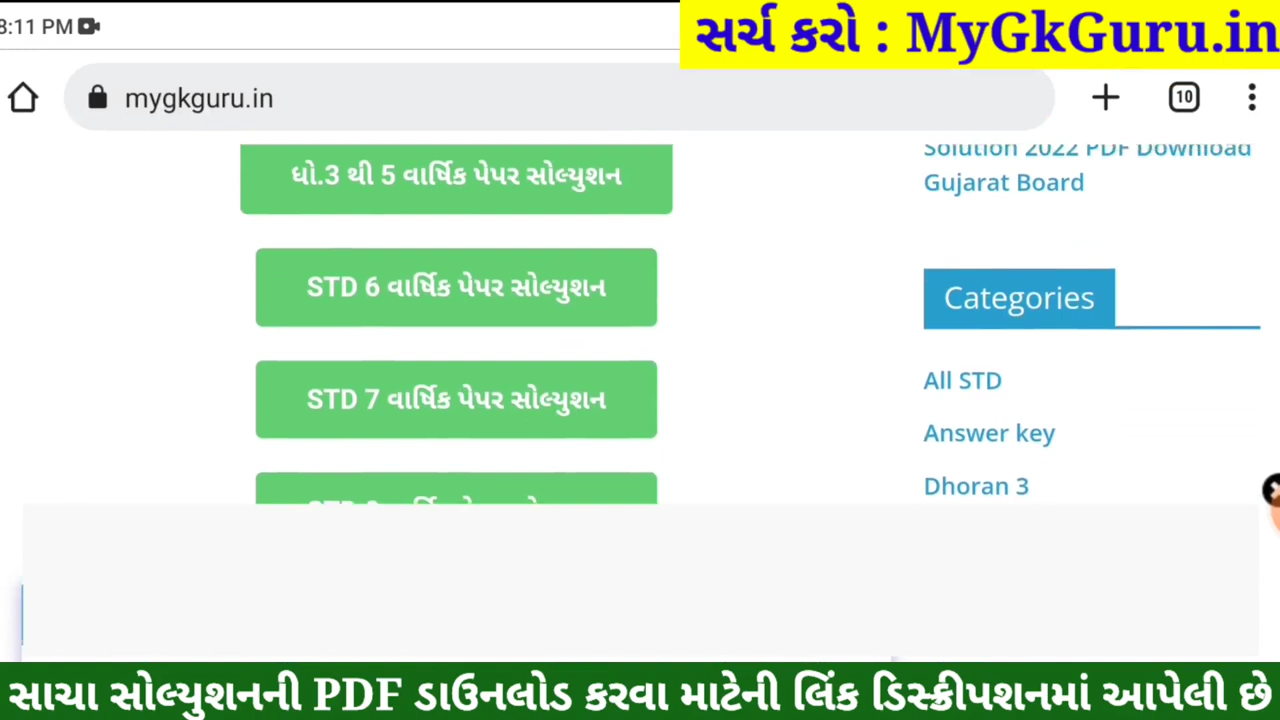 8:11 PM
સર્ચ કરો : MyGkGuru.in
mygkguru.in
10
ધો.3 થી 5 વાર્ષિક પેપર સોલ્યુશન
STD 6 વાર્ષિક પેપર સોલ્યુશન
STD 7 વાર્ષિક પેપર સોલ્યુશન
Solution 2022 PDF Download
Gujarat Board
Categories
All STD
Answer key
Dhoran 3
સાચા સોલ્યુશનની PDF ડાઉનલોડ કરવા માટેની લિંક ડિસ્ક્રીપશનમાં આપેલી છે